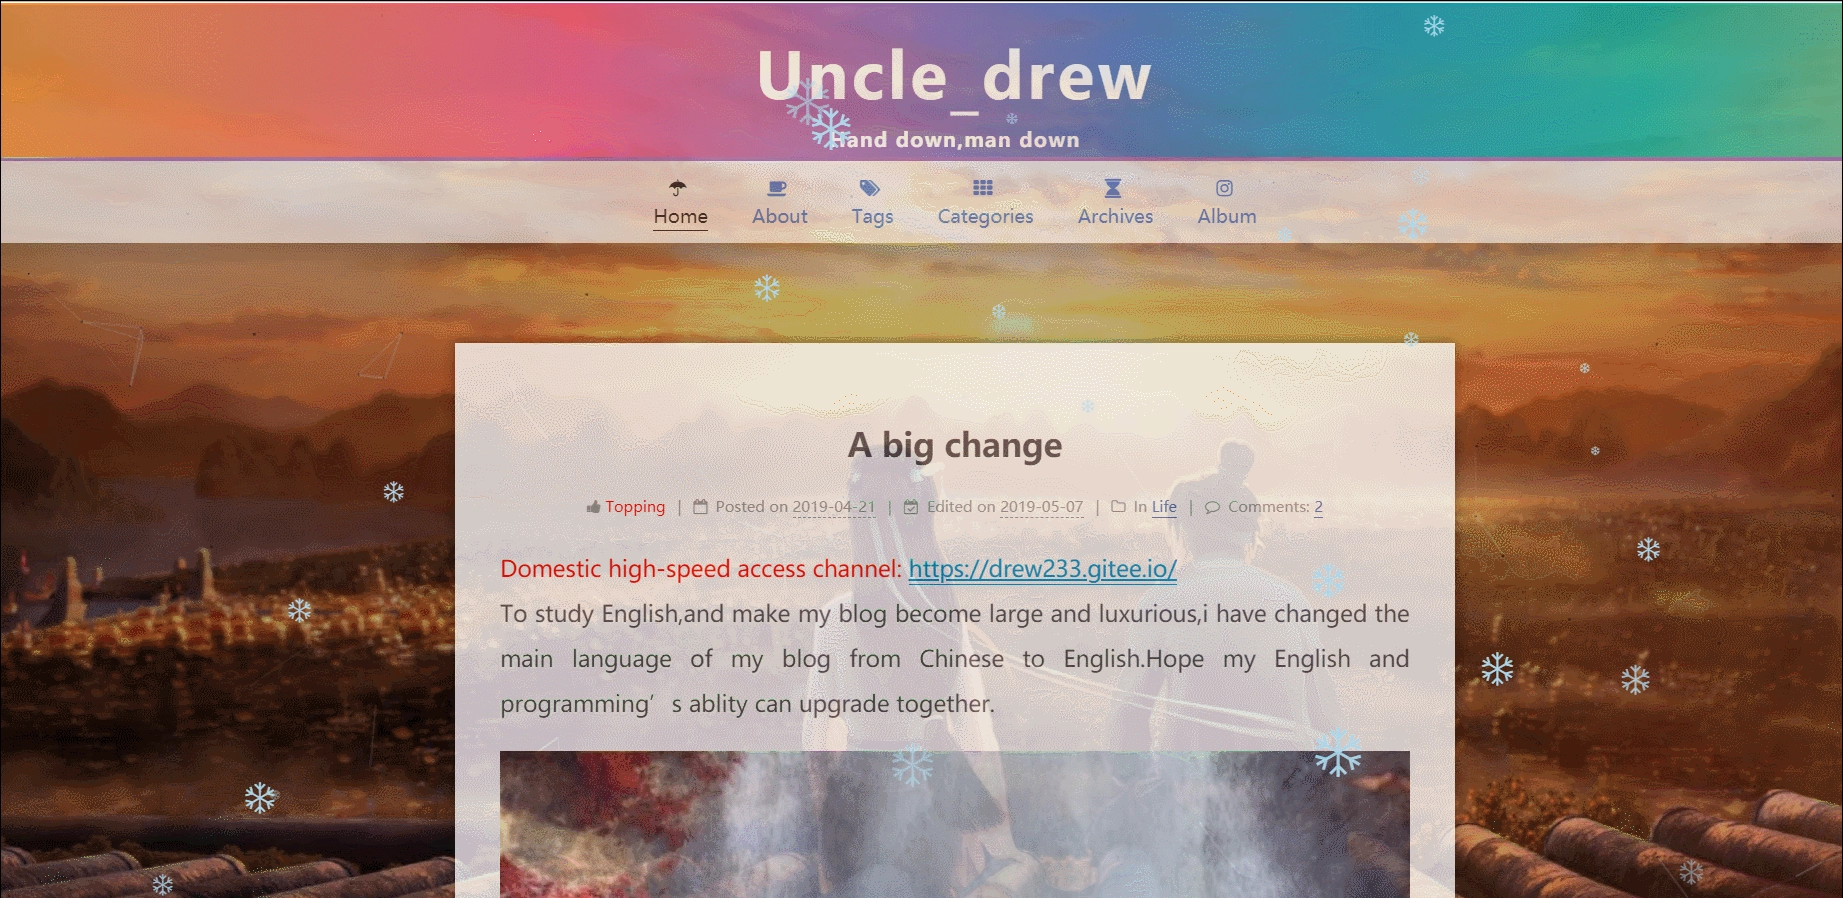 Uncle_drew
Hand down,man down
Home About Tags Categories Archives Album
A big change
Topping | Posted on 2019-04-21 | Edited on 2019-05-07 | In Life | Comments: 2
Domestic high-speed access channel: https://drew233.gitee.io/
To study English,and make my blog become large and luxurious,i have changed the
main language of my blog from Chinese to English.Hope my English and
programming’s ablity can upgrade together.